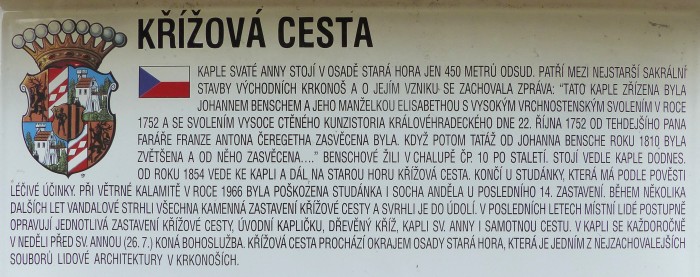 KŘÍŽOVÁ CESTA
KAPLE SVATÉ ANNY STOJÍ V OSADĚ STARÁ HORA JEN 450 METRŮ ODSUD. PATŘÍ MEZI NEJSTARŠÍ SAKRÁLNÍ
STAVBY VÝCHODNÍCH KRKONOŠ A O JEJÍM VZNIKU SE ZACHOVALA ZPRÁVA: “TATO KAPLE ZŘÍZENA BYLA
JOHANNEM BENSCHEM A JEHO MANŽELKOU ELISABETHOU S VYSOKÝM VRCHNOSTENSKÝM SVOLENÍM V ROCE
1752 A SE SVOLENÍM VYSOCE CTĚNÉHO KUNZISTORIA KRÁLOVÉHRADECKÉHO DNE 22. ŘÍJNA 1752 OD TEHDEJŠÍHO PANA
FARÁŘE FRANZE ANTONA ČEREGETHA ZASVĚCENA BYLA. KDYŽ POTOM TATÁŽ OD JOHANNA BENSCHE ROKU 1810 BYLA
ZVĚTŠENA A OD NĚHO ZASVĚCENA....” BENSCHOVÉ ŽILI V CHALUPĚ ČP. 10 PO STALETÍ. STOJÍ VEDLE KAPLE DODNES.
OD ROKU 1854 VEDE KE KAPLI A DÁL NA STAROU HORU KŘÍŽOVÁ CESTA. KONČÍ U STUDÁNKY, KTERÁ MÁ PODLE POVĚSTI
LÉČIVÉ ÚČINKY. PŘI VĚTRNÉ KALAMITĚ V ROCE 1966 BYLA POŠKOZENA STUDÁNKA I SOCHA ANDĚLA U POSLEDNÍHO 14. ZASTAVENÍ. BĚHEM NĚKOLIKA
DALŠÍCH LET VANDALOVÉ STRHLI VŠECHNA KAMENNÁ ZASTAVENÍ KŘÍŽOVÉ CESTY A SVRHLI JE DO ÚDOLÍ. V POSLEDNÍCH LETECH MÍSTNÍ LIDÉ POSTUPNĚ
OPRAVUJÍ JEDNOTLIVÁ ZASTAVENÍ KŘÍŽOVÉ CESTY, ÚVODNÍ KAPLIČKU, DŘEVĚNÝ KŘÍŽ, KAPLI SV. ANNY I SAMOTNOU CESTU. V KAPLI SE KAŽDOROČNĚ
V NEDĚLI PŘED SV. ANNOU (26. 7.) KONÁ BOHOSLUŽBA. KŘÍŽOVÁ CESTA PROCHÁZÍ OKRAJEM OSADY STARÁ HORA, KTERÁ JE JEDNÍM Z NEJZACHOVALEJŠÍCH
SOUBORŮ LIDOVÉ ARCHITEKTURY V KRKONOŠÍCH.